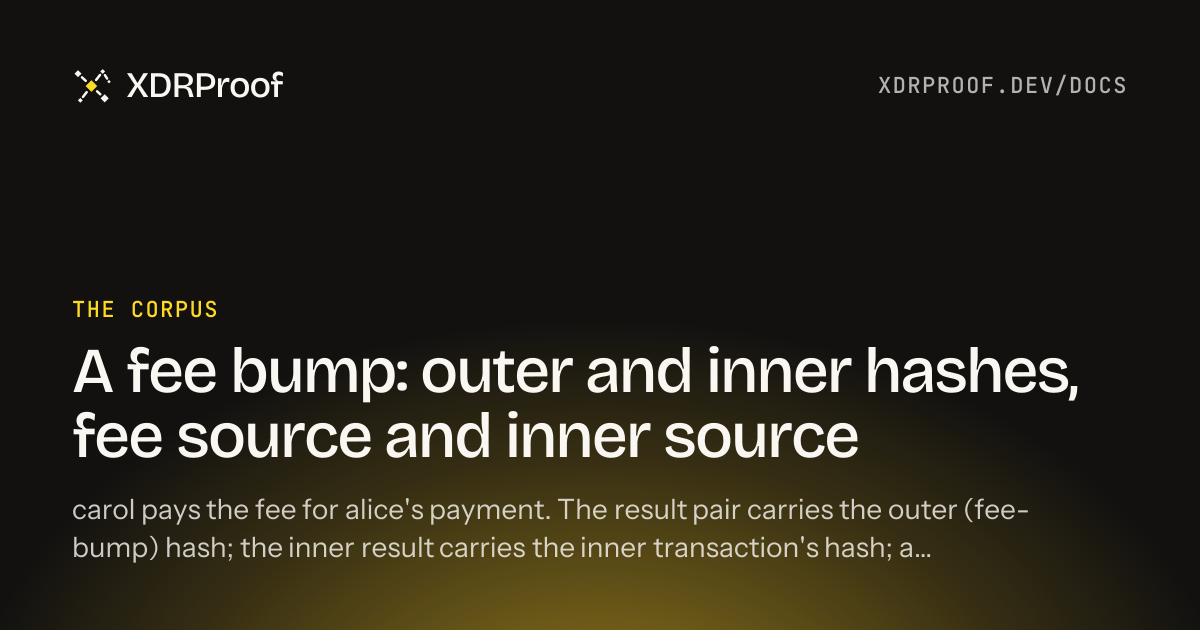 XDRProof
XDRPROOF.DEV/DOCS
THE CORPUS
A fee bump: outer and inner hashes,
fee source and inner source
carol pays the fee for alice's payment. The result pair carries the outer (fee-
bump) hash; the inner result carries the inner transaction's hash; a...